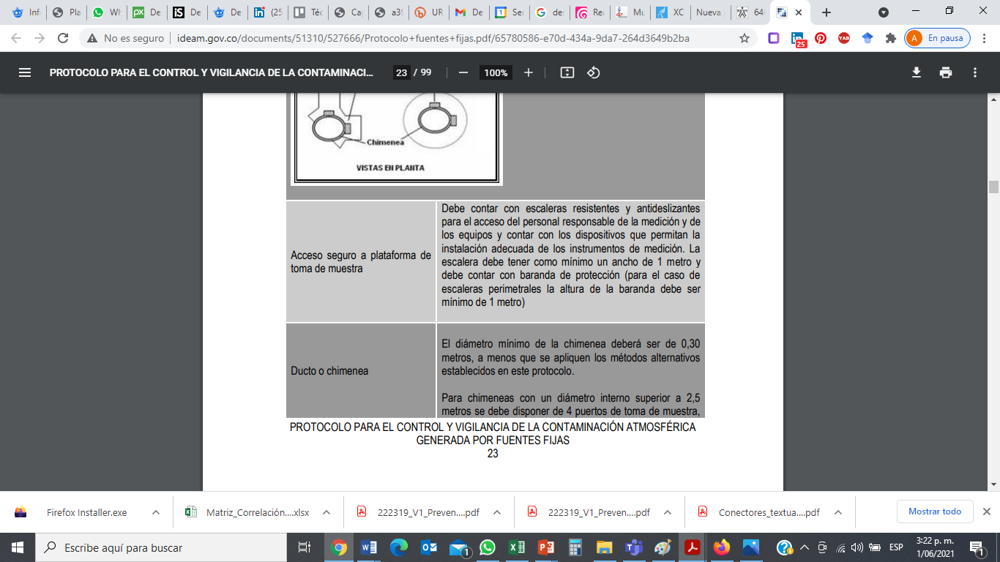 Inf
Pla
Wh
De
De
De
(25
Téc
Cap
a39
UR
De
Ser
de
Rea
Mu
XC
Nueva
64
No es seguro | ideam.gov.co/documents/51310/527666/Protocolo+fuentes+fijas.pdf/65780586-e70d-434a-9da7-264d3649b2ba
25
YAB
A En pausa
PROTOCOLO PARA EL CONTROL Y VIGILANCIA DE LA CONTAMINACI...
23 / 99
100%
Chimenea
VISTAS EN PLANTA
Acceso seguro a plataforma de
toma de muestra
Debe contar con escaleras resistentes y antideslizantes
para el acceso del personal responsable de la medición y de
los equipos y contar con los dispositivos que permitan la
instalación adecuada de los instrumentos de medición. La
escalera debe tener como mínimo un ancho de 1 metro y
debe contar con baranda de protección (para el caso de
escaleras perimetrales la altura de la baranda debe ser
mínimo de 1 metro)
Ducto o chimenea
El diámetro mínimo de la chimenea deberá ser de 0,30
metros, a menos que se apliquen los métodos alternativos
establecidos en este protocolo.
Para chimeneas con un diámetro interno superior a 2,5
metros se debe disponer de 4 puertos de toma de muestra,
PROTOCOLO PARA EL CONTROL Y VIGILANCIA DE LA CONTAMINACIÓN ATMOSFÉRICA
GENERADA POR FUENTES FIJAS
23
Firefox Installer.exe
Matriz_Correlación....xlsx
222319_V1_Preven....pdf
222319_V1_Preven....pdf
Conectores_textua....pdf
Mostrar todo
Escribe aquí para buscar
1
ESP
3:22 p. m.
1/06/2021
1